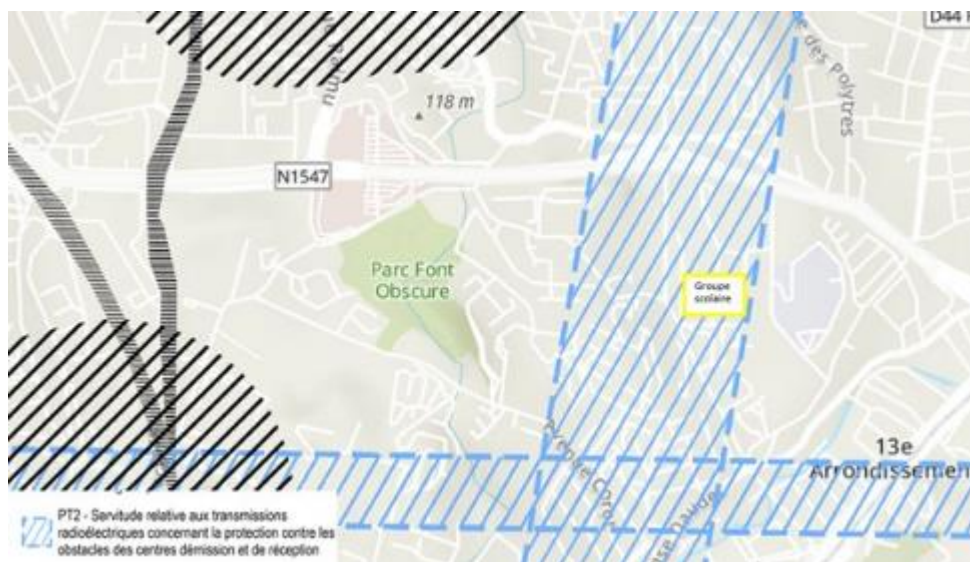 D44
118 m
des Polytres
N1547
Parc Font
Obscure
Groupe
scolaire
13e
Arrondissement
PT2 - Servitude relative aux transmissions
radioélectriques concernant la protection contre les
obstacles des centres démission et de réception